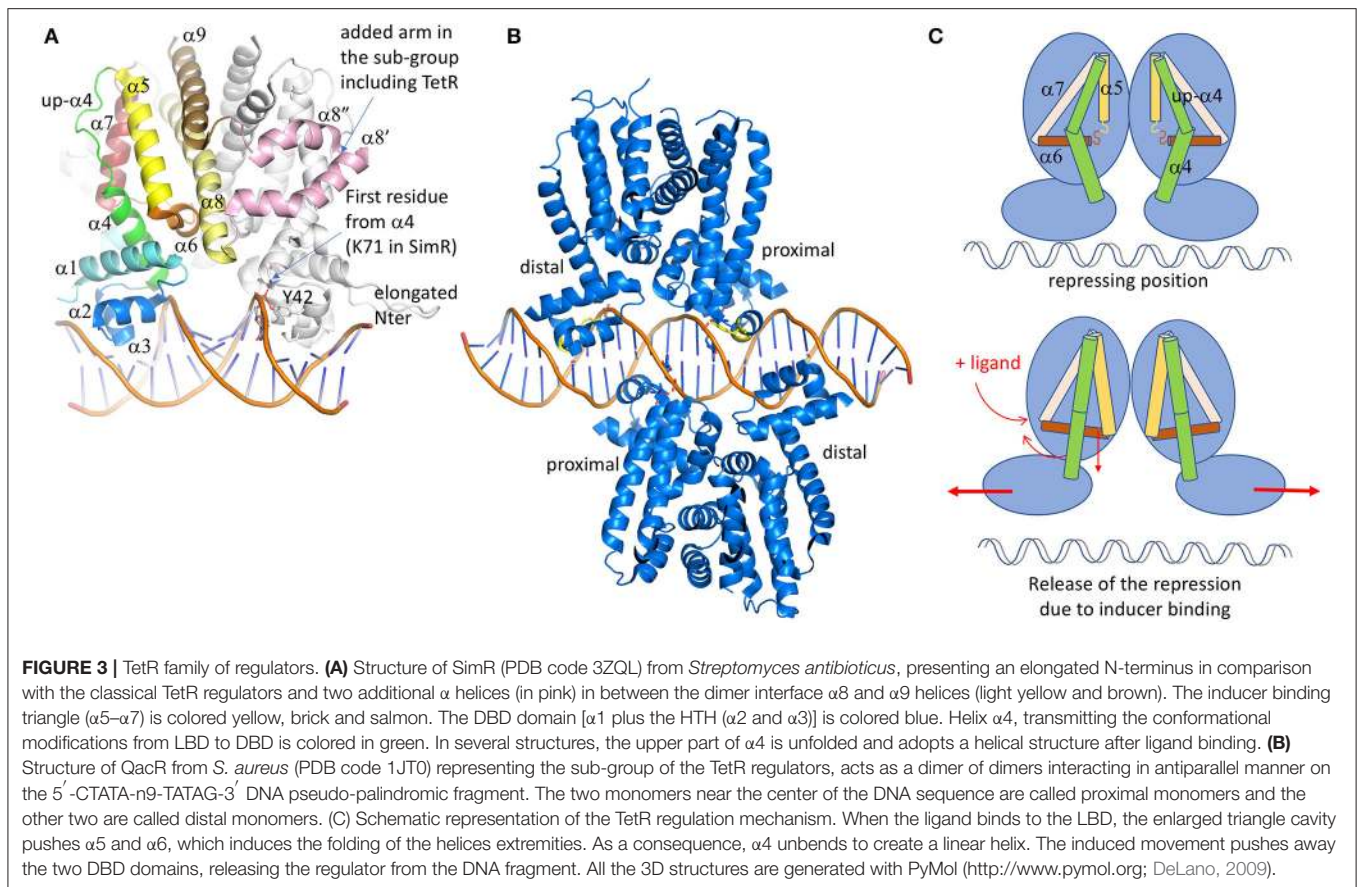 A
α9
added arm in
the sub-group
including TetR
up-α4
α5
α7
α8″
α8′
α4
α8
First residue
from α4
(K71 in SimR)
α6
α1
α2
Y42
elongated
Nter
α3
B
proximal
distal
proximal
distal
C
α7
α5
up-α4
α6
α4
repressing position
+ ligand
Release of the repression
due to inducer binding
FIGURE 3 | TetR family of regulators. (A) Structure of SimR (PDB code 3ZQL) from Streptomyces antibioticus, presenting an elongated N-terminus in comparison
with the classical TetR regulators and two additional α helices (in pink) in between the dimer interface α8 and α9 helices (light yellow and brown). The inducer binding
triangle (α5–α7) is colored yellow, brick and salmon. The DBD domain [α1 plus the HTH (α2 and α3)] is colored blue. Helix α4, transmitting the conformational
modifications from LBD to DBD is colored in green. In several structures, the upper part of α4 is unfolded and adopts a helical structure after ligand binding. (B)
Structure of QacR from S. aureus (PDB code 1JT0) representing the sub-group of the TetR regulators, acts as a dimer of dimers interacting in antiparallel manner on
the 5′-CTATA-n9-TATAG-3′ DNA pseudo-palindromic fragment. The two monomers near the center of the DNA sequence are called proximal monomers and the
other two are called distal monomers. (C) Schematic representation of the TetR regulation mechanism. When the ligand binds to the LBD, the enlarged triangle cavity
pushes α5 and α6, which induces the folding of the helices extremities. As a consequence, α4 unbends to create a linear helix. The induced movement pushes away
the two DBD domains, releasing the regulator from the DNA fragment. All the 3D structures are generated with PyMol (http://www.pymol.org; DeLano, 2009).